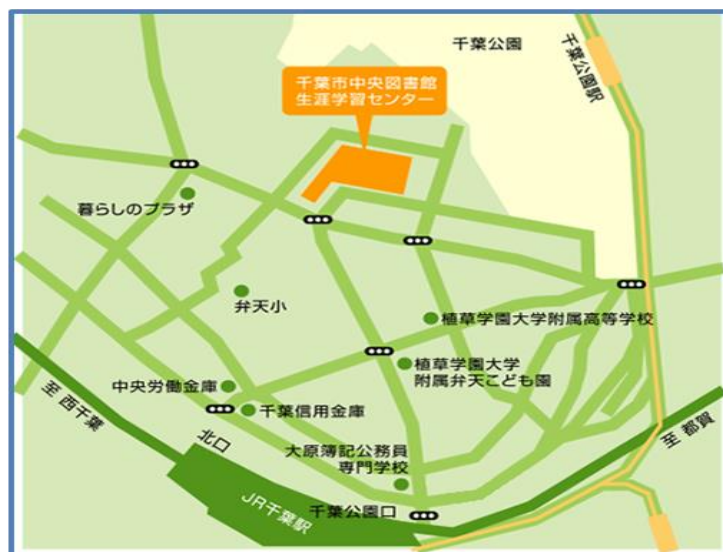 千葉公園
千葉公園駅
千葉市中央図書館
生涯学習センター
暮らしのプラザ
弁天小
植草学園大学附属高等学校
植草学園大学
附属弁天こども園
中央労働金庫
千葉信用金庫
至 西千葉
北口
大原簿記公務員
専門学校
至 都賀
JR千葉駅
千葉公園口